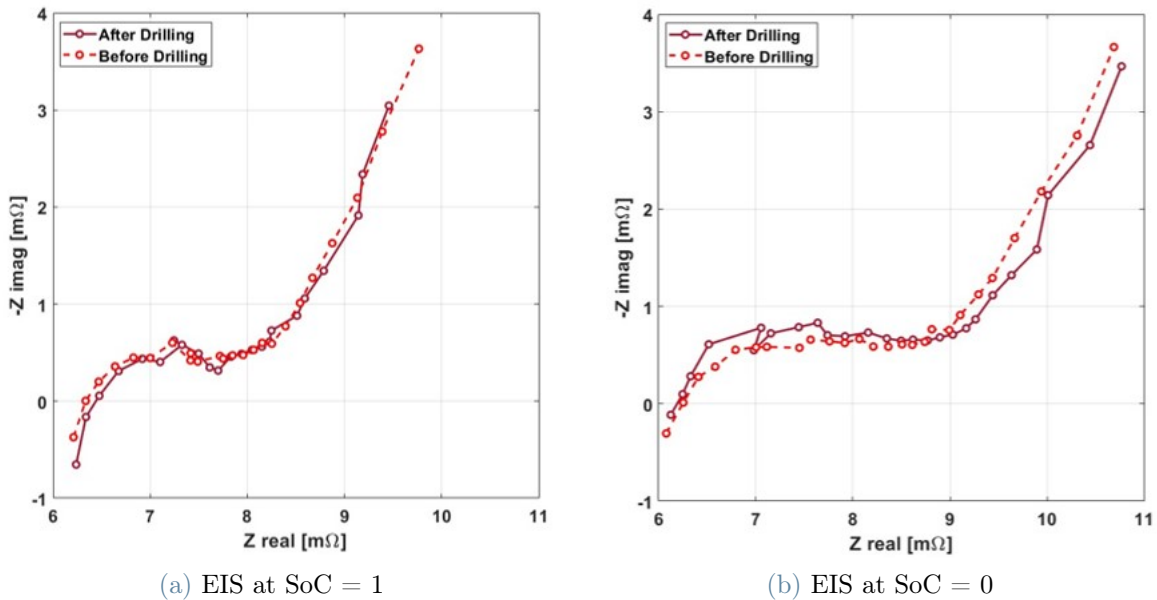 After Drilling
Before Drilling
4
3
2
1
0
-1
-Z imag [mΩ]
6 7 8 9 10 11
Z real [mΩ]
(a) EIS at SoC = 1
After Drilling
Before Drilling
4
3
2
1
0
-1
-Z imag [mΩ]
6 7 8 9 10 11
Z real [mΩ]
(b) EIS at SoC = 0